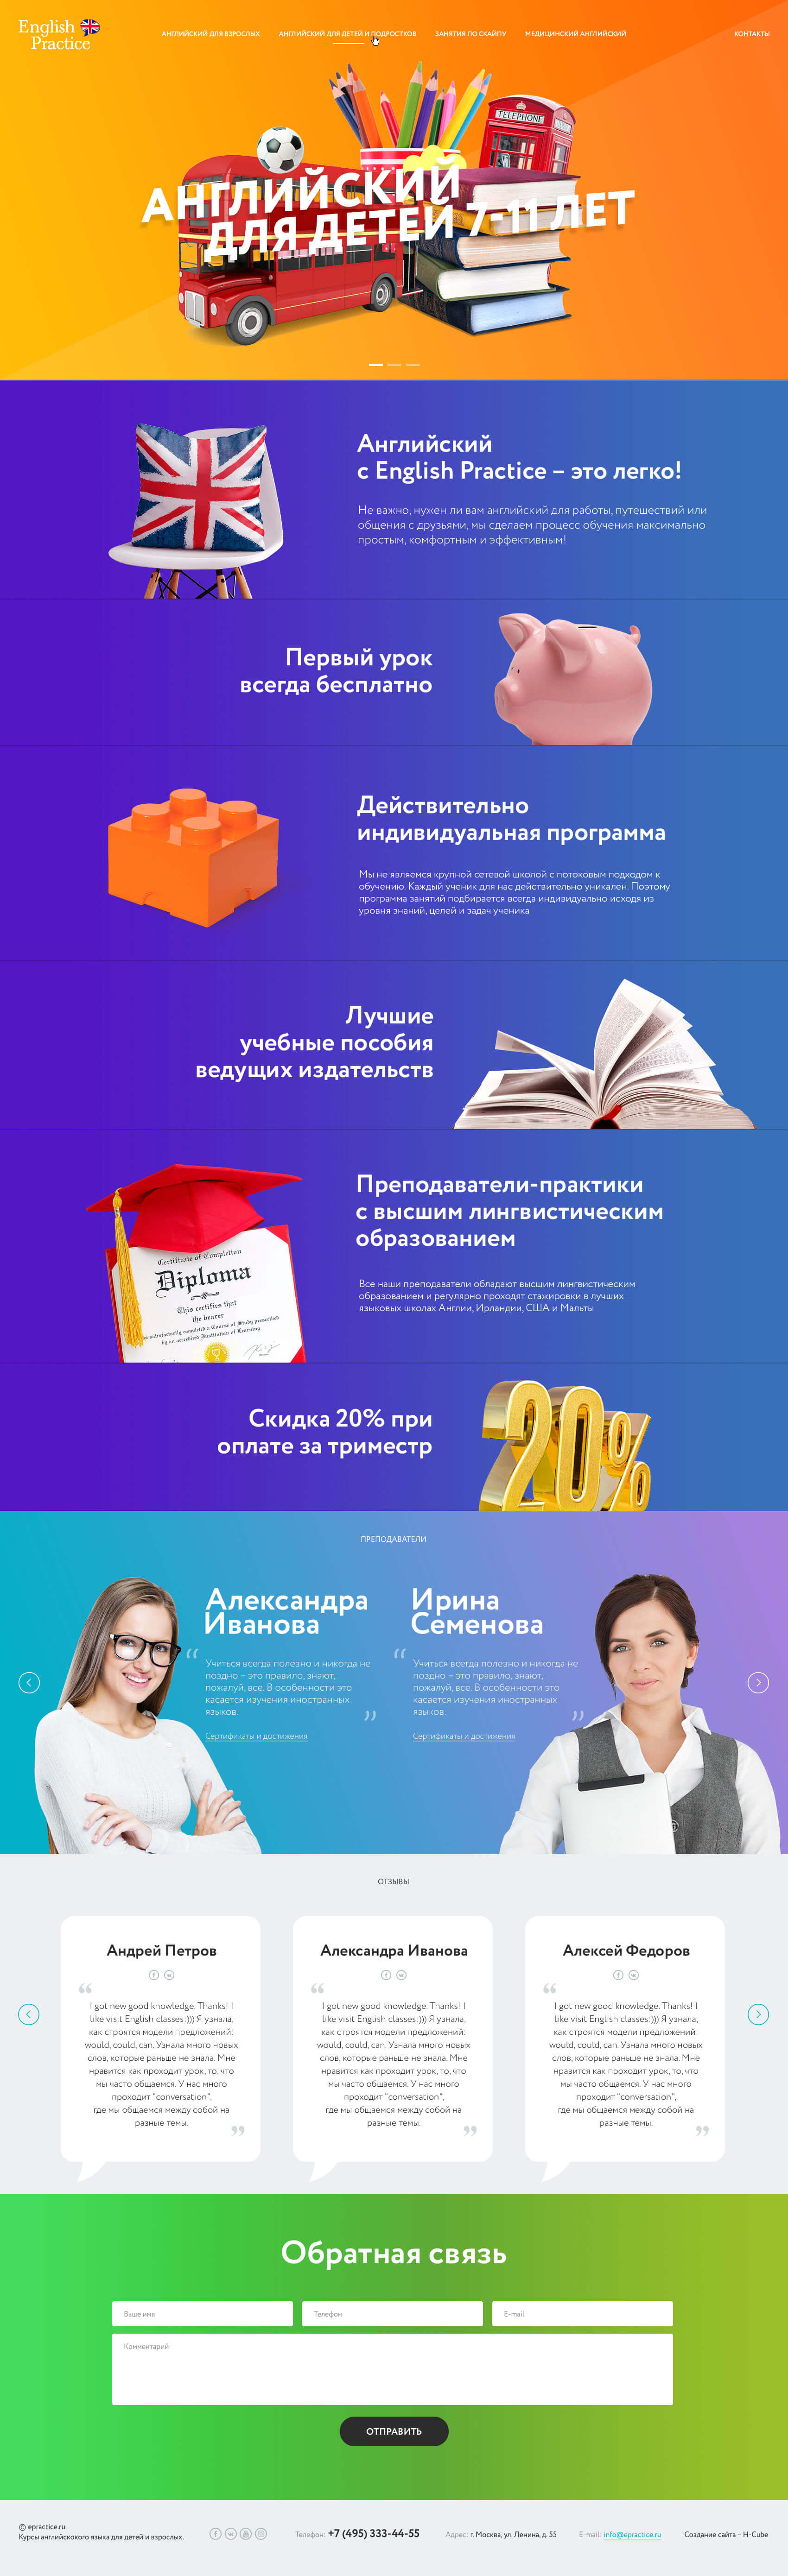 English
Practice
АНГЛИЙСКИЙ ДЛЯ ВЗРОСЛЫХ
АНГЛИЙСКИЙ ДЛЯ ДЕТЕЙ И ПОДРОСТКОВ
ЗАНЯТИЯ ПО СКАЙПУ
МЕДИЦИНСКИЙ АНГЛИЙСКИЙ
КОНТАКТЫ
TELEPHONE
АНГЛИЙСКИЙ
ДЛЯ ДЕТЕЙ 7-11 ЛЕТ
Английский
с English Practice – это легко!
Не важно, нужен ли вам английский для работы, путешествий или
общения с друзьями, мы сделаем процесс обучения максимально
простым, комфортным и эффективным!
Первый урок
всегда бесплатно
Действительно
индивидуальная программа
Мы не являемся крупной сетевой школой с потоковым подходом к
обучению. Каждый ученик для нас действительно уникален. Поэтому
программа занятий подбирается всегда индивидуально исходя из
уровня знаний, целей и задач ученика
Лучшие
учебные пособия
ведущих издательств
Преподаватели-практики
с высшим лингвистическим
образованием
Certificate of Completion
Diploma
This certifies that
the bearer
satisfactorily completed a Course of Study prescribed
by an accredited Institution of Learning
Все наши преподаватели обладают высшим лингвистическим
образованием и регулярно проходят стажировки в лучших
языковых школах Англии, Ирландии, США и Мальты
Скидка 20% при
оплате за триместр
20%
ПРЕПОДАВАТЕЛИ
Александра
Иванова
“ Учиться всегда полезно и никогда не
поздно – это правило, знают,
пожалуй, все. В особенности это
касается изучения иностранных
языков. ”
Сертификаты и достижения
Ирина
Семенова
“ Учиться всегда полезно и никогда не
поздно – это правило, знают,
пожалуй, все. В особенности это
касается изучения иностранных
языков. ”
Сертификаты и достижения
ОТЗЫВЫ
Андрей Петров
“
I got new good knowledge. Thanks! I
like visit English classes:))) Я узнала,
как строятся модели предложений:
would, could, can. Узнала много новых
слов, которые раньше не знала. Мне
нравится как проходит урок, то, что
мы часто общаемся. У нас много
проходит "conversation",
где мы общаемся между собой на
разные темы.
”
Александра Иванова
“
I got new good knowledge. Thanks! I
like visit English classes:))) Я узнала,
как строятся модели предложений:
would, could, can. Узнала много новых
слов, которые раньше не знала. Мне
нравится как проходит урок, то, что
мы часто общаемся. У нас много
проходит "conversation",
где мы общаемся между собой на
разные темы.
”
Алексей Федоров
“
I got new good knowledge. Thanks! I
like visit English classes:))) Я узнала,
как строятся модели предложений:
would, could, can. Узнала много новых
слов, которые раньше не знала. Мне
нравится как проходит урок, то, что
мы часто общаемся. У нас много
проходит "conversation",
где мы общаемся между собой на
разные темы.
”
Обратная связь
Ваше имя
Телефон
E-mail
Комментарий
ОТПРАВИТЬ
© epractice.ru
Курсы английскокого языка для детей и взрослых.
Телефон: +7 (495) 333-44-55
Адрес: г. Москва, ул. Ленина, д. 55
E-mail: info@epractice.ru
Создание сайта – H-Cube